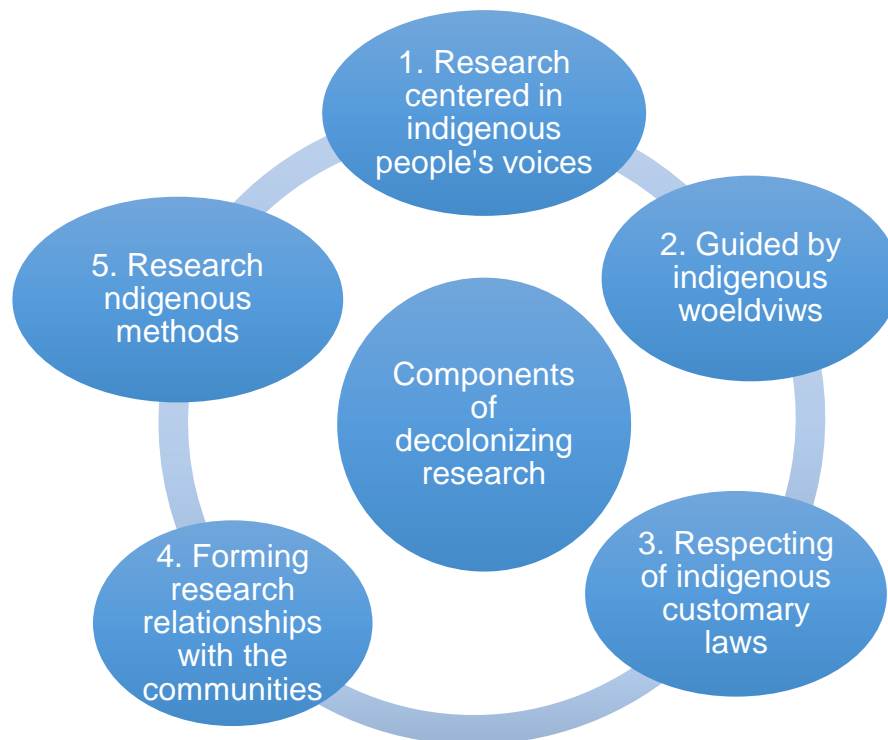 1. Research
centered in
indigenous
people's voices
2. Guided by
indigenous
woeldviws
3. Respecting
of indigenous
customary
laws
4. Forming
research
relationships
with the
communities
5. Research
ndigenous
methods
Components
of
decolonizing
research